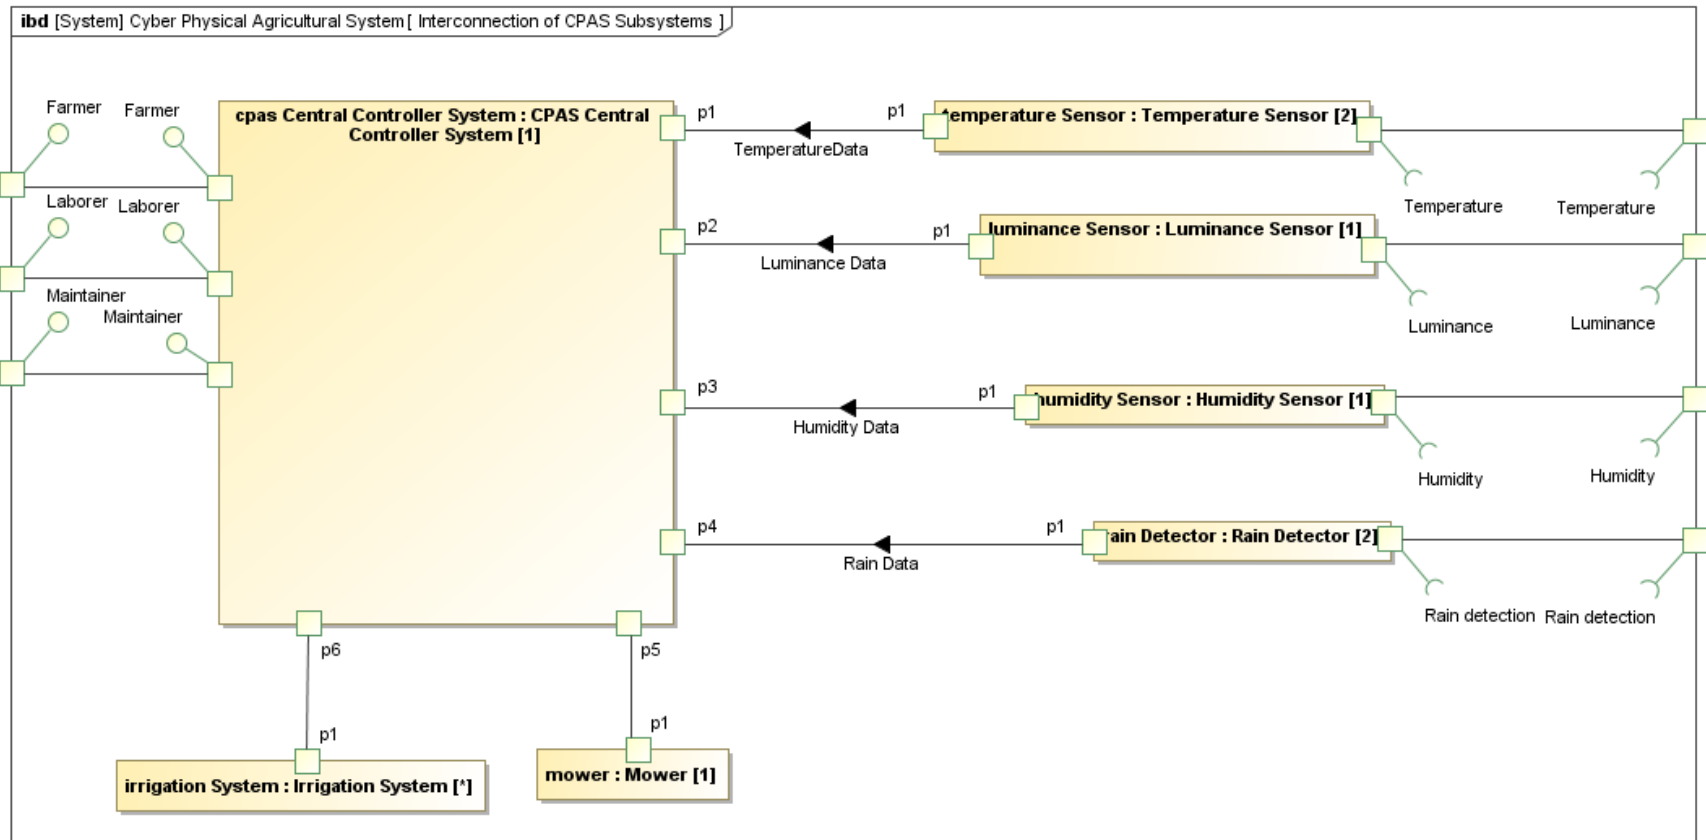 ibd [System] Cyber Physical Agricultural System[ Interconnection of CPAS Subsystems ]
Farmer
Farmer
Laborer
Laborer
Maintainer
Maintainer
cpas Central Controller System : CPAS Central
Controller System [1]
p1
TemperatureData
p1
temperature Sensor : Temperature Sensor [2]
Temperature
Temperature
p2
Luminance Data
p1
luminance Sensor : Luminance Sensor [1]
Luminance
Luminance
p3
Humidity Data
p1
humidity Sensor : Humidity Sensor [1]
Humidity
Humidity
p4
Rain Data
p1
rain Detector : Rain Detector [2]
Rain detection
Rain detection
p6
p1
irrigation System : Irrigation System [*]
p5
p1
mower : Mower [1]